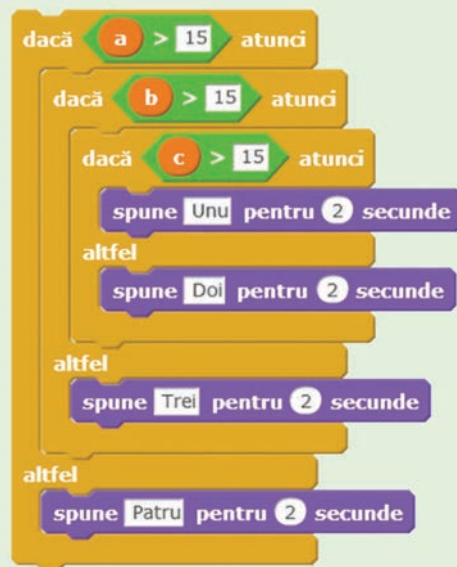 dacă a > 15 atunci
dacă b > 15 atunci
dacă c > 15 atunci
spune Unu pentru 2 secunde
altfel
spune Doi pentru 2 secunde
altfel
spune Trei pentru 2 secunde
altfel
spune Patru pentru 2 secunde